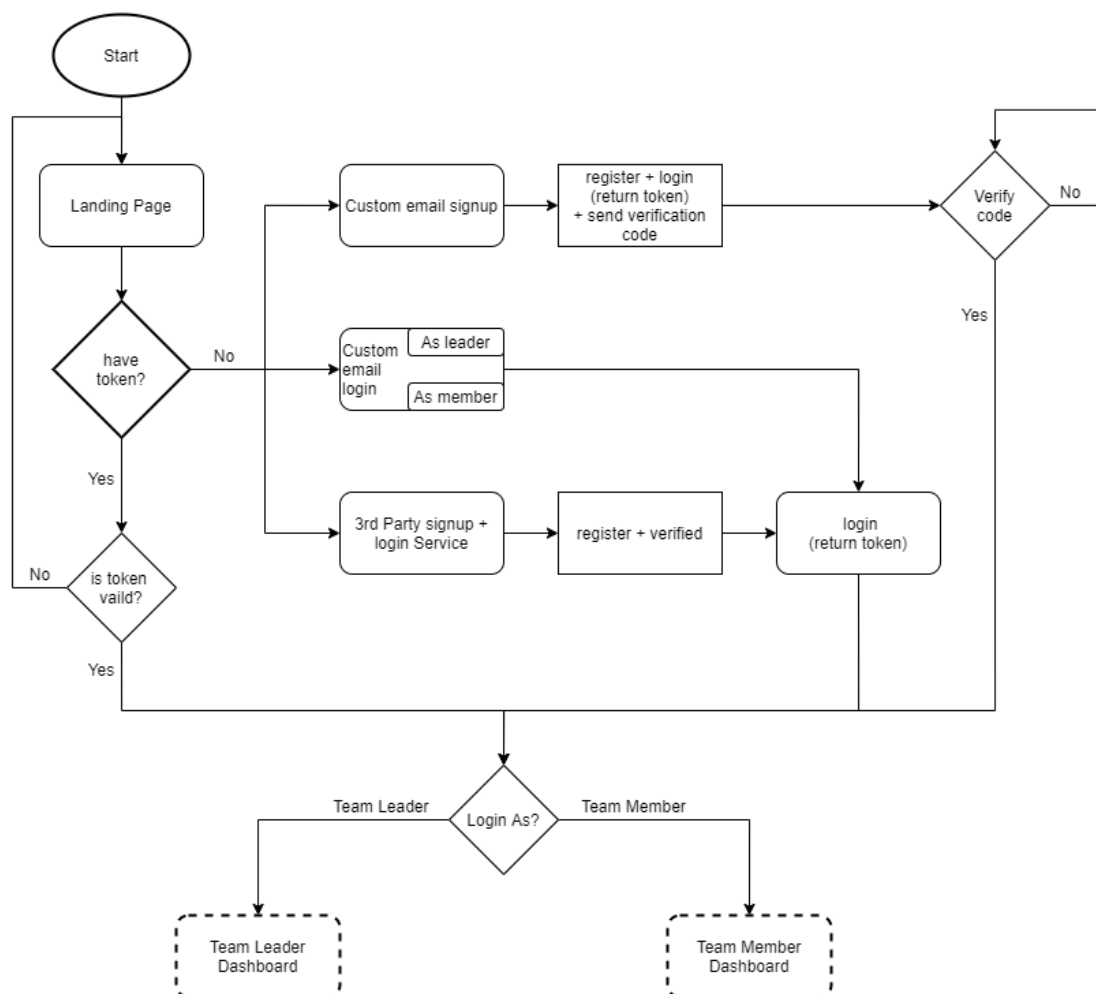 Start
Landing Page
Custom email signup
register + login
(return token)
+ send verification
code
Verify
code
No
Yes
have
token?
No
Custom
email
login
As leader
As member
Yes
3rd Party signup +
login Service
register + verified
login
(return token)
No
is token
vaild?
Yes
Team Leader
Login As?
Team Member
Team Leader
Dashboard
Team Member
Dashboard